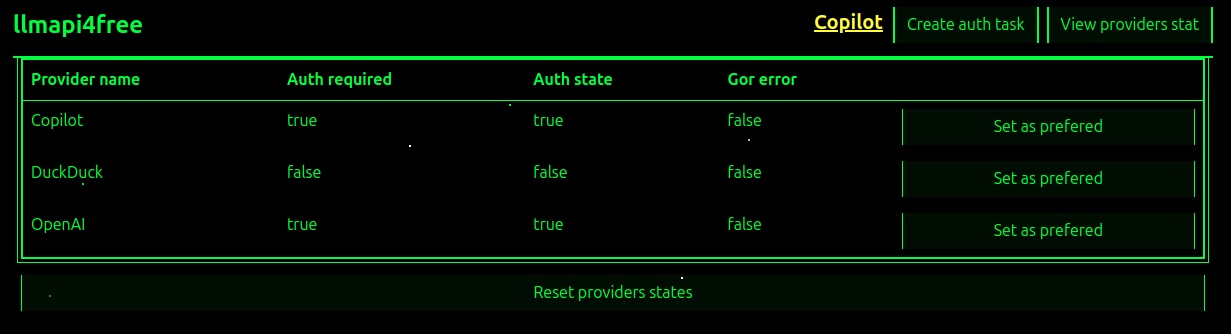 llmapi4free Copilot Create auth task View providers stat
Provider name Auth required Auth state Gor error
Copilot true true false Set as prefered
DuckDuck false false false Set as prefered
OpenAI true true false Set as prefered
Reset providers states